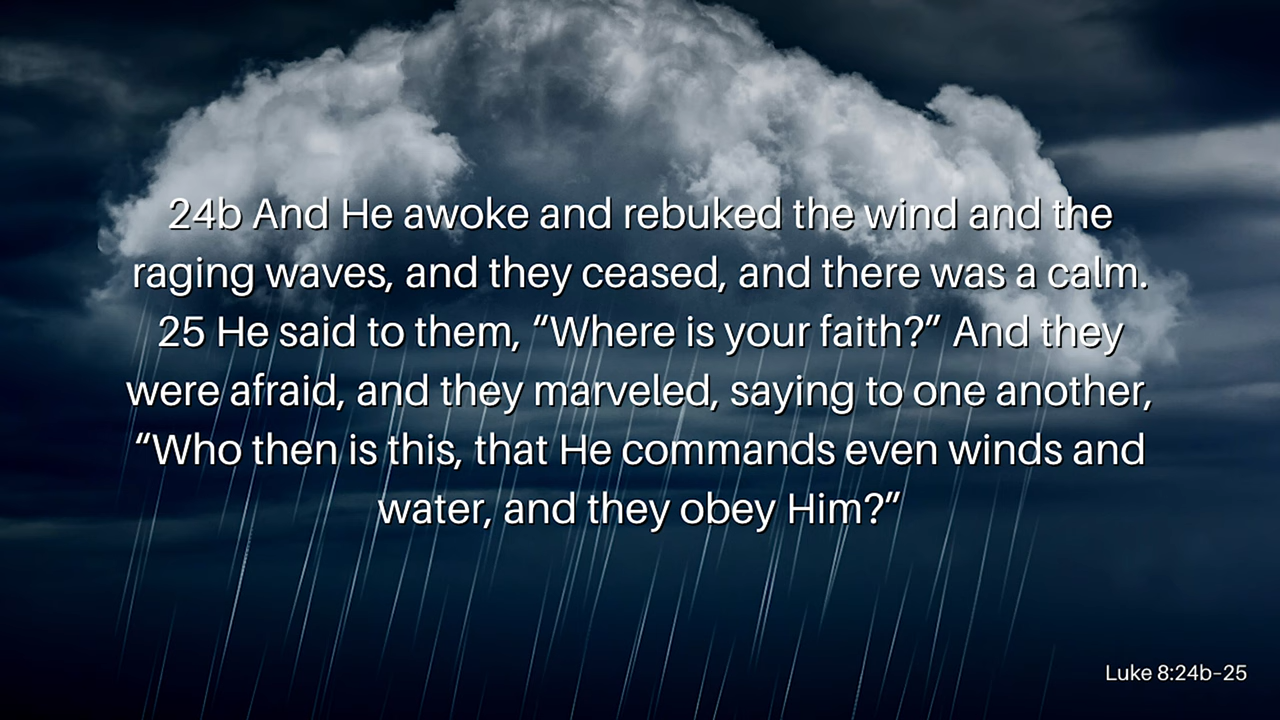 24b And He awoke and rebuked the wind and the
raging waves, and they ceased, and there was a calm.
25 He said to them, “Where is your faith?” And they
were afraid, and they marveled, saying to one another,
“Who then is this, that He commands even winds and
water, and they obey Him?”
Luke 8:24b-25